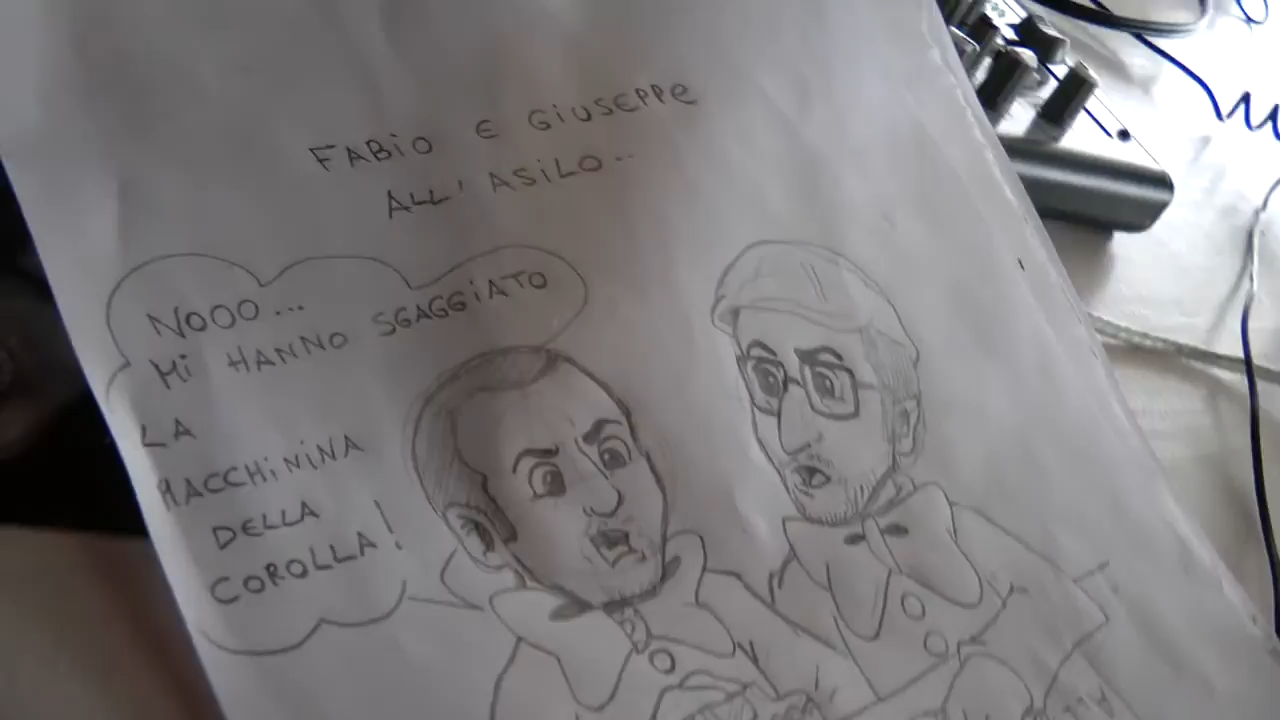 FABIO E GIUSEPPE
ALL' ASILO..
NOOO...
MI HANNO SGAGGIATO
LA
MACCHININA
DELLA
COROLLA!